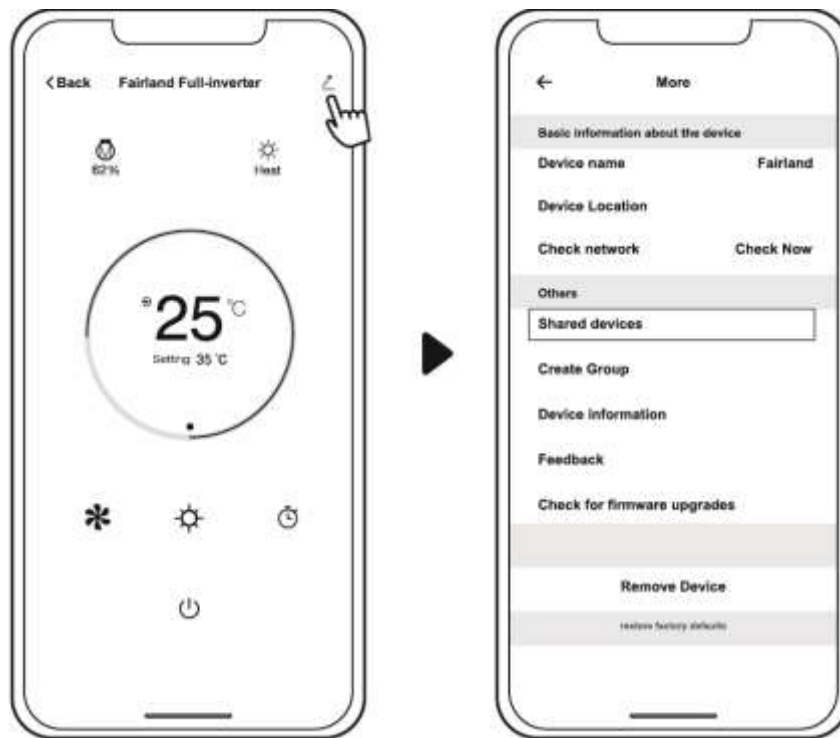 < Back Fairland Full-inverter
62%
Heat
25 °C
Setting 35 °C
More
Basic information about the device
Device name Fairland
Device Location
Check network Check Now
Others
Shared devices
Create Group
Device information
Feedback
Check for firmware upgrades
Remove Device
restore factory defaults